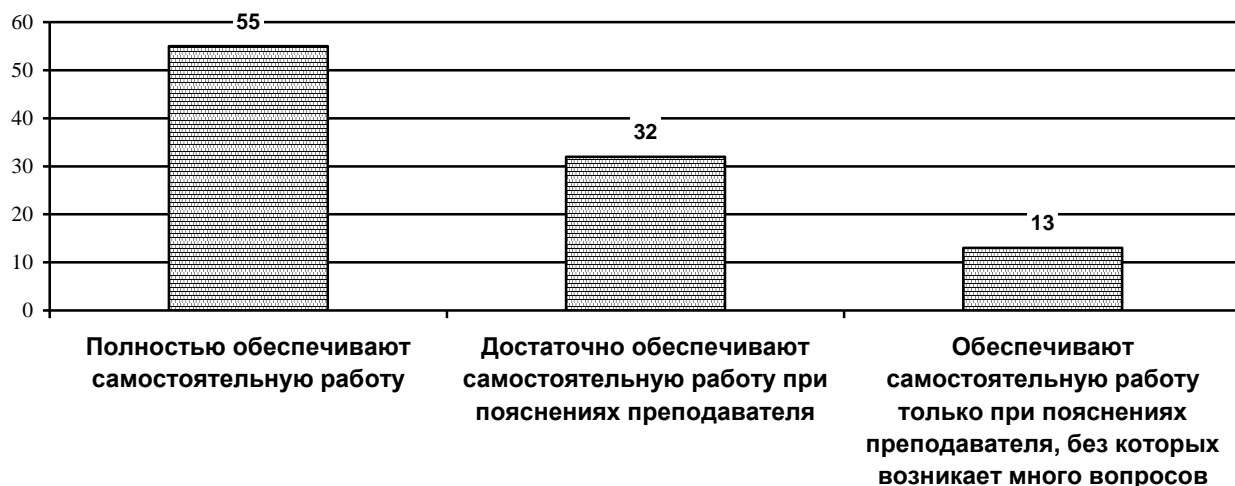 60
50
40
30
20
10
0
55
32
13
Полностью обеспечивают
самостоятельную работу
Достаточно обеспечивают
самостоятельную работу при
пояснениях преподавателя
Обеспечивают
самостоятельную работу
только при пояснениях
преподавателя, без которых
возникает много вопросов